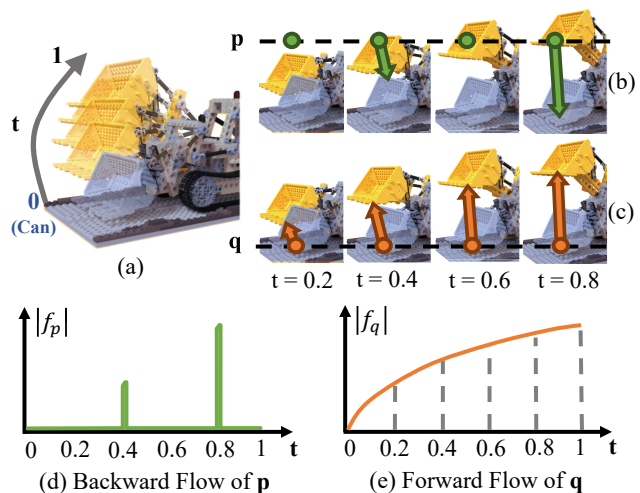 1
t
0
(Can)
(a)
p
(b)
(c)
q
t = 0.2 t = 0.4 t = 0.6 t = 0.8
|f_p|
0 0.2 0.4 0.6 0.8 1 t
(d) Backward Flow of p
|f_q|
0 0.2 0.4 0.6 0.8 1 t
(e) Forward Flow of q